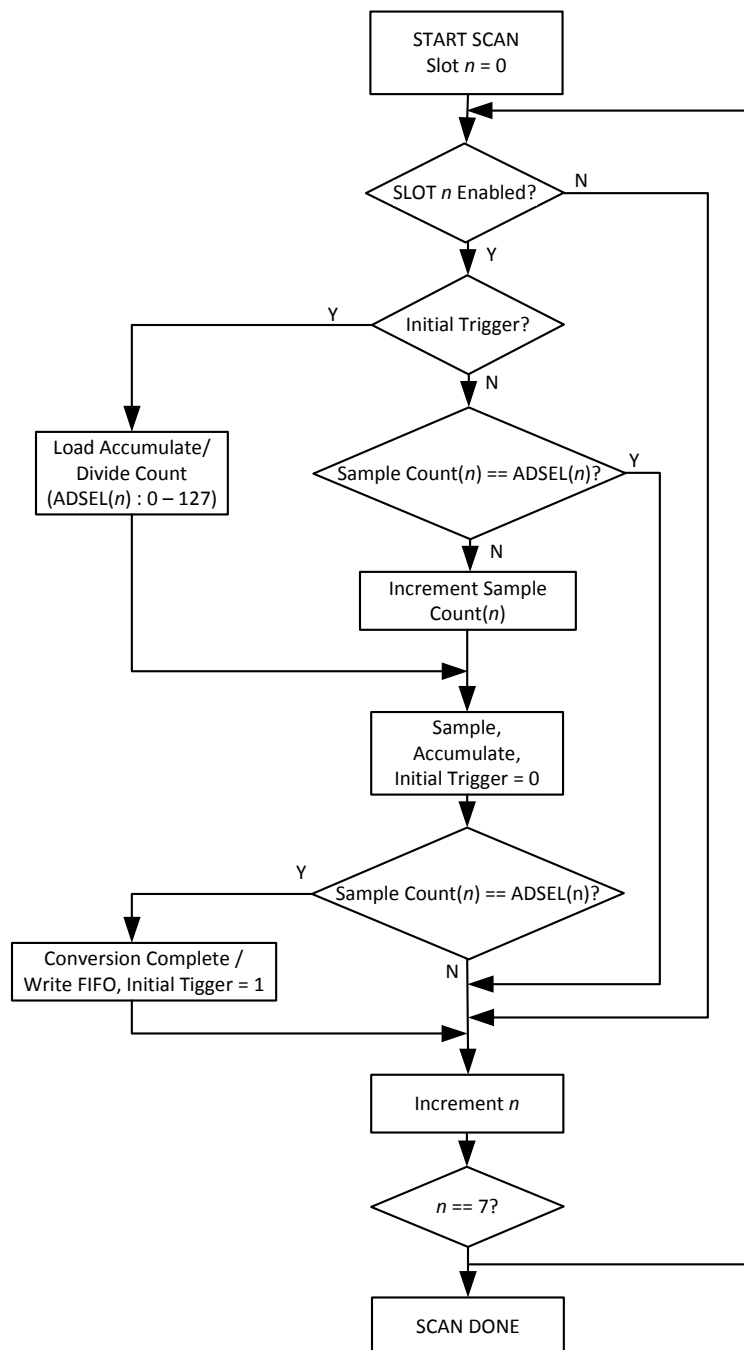 START SCAN
Slot n = 0
SLOT n Enabled?
N
Y
Initial Trigger?
Y
N
Load Accumulate/
Divide Count
(ADSEL(n) : 0 – 127)
Sample Count(n) == ADSEL(n)?
Y
N
Increment Sample
Count(n)
Sample,
Accumulate,
Initial Trigger = 0
Sample Count(n) == ADSEL(n)?
Y
N
Conversion Complete /
Write FIFO, Initial Tigger = 1
Increment n
n == 7?
SCAN DONE